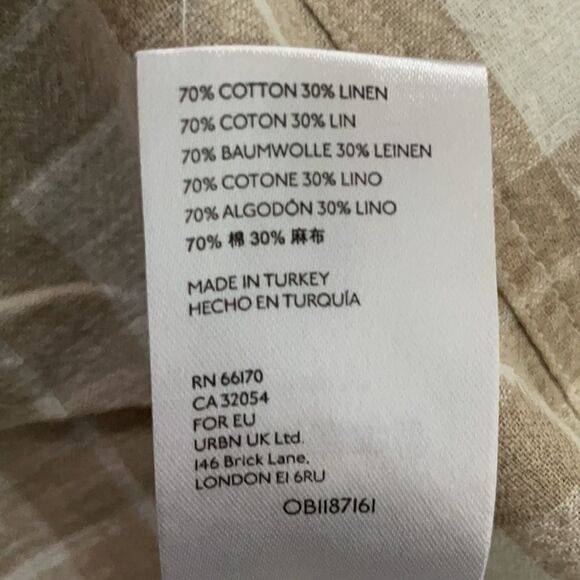 70% COTTON 30% LINEN
70% COTON 30% LIN
70% BAUMWOLLE 30% LEINEN
70% COTONE 30% LINO
70% ALGODÓN 30% LINO
70% 棉 30% 麻布
MADE IN TURKEY
HECHO EN TURQUÍA
RN 66170
CA 32054
FOR EU
URBN UK Ltd.
146 Brick Lane,
LONDON E1 6RU
OB1187161